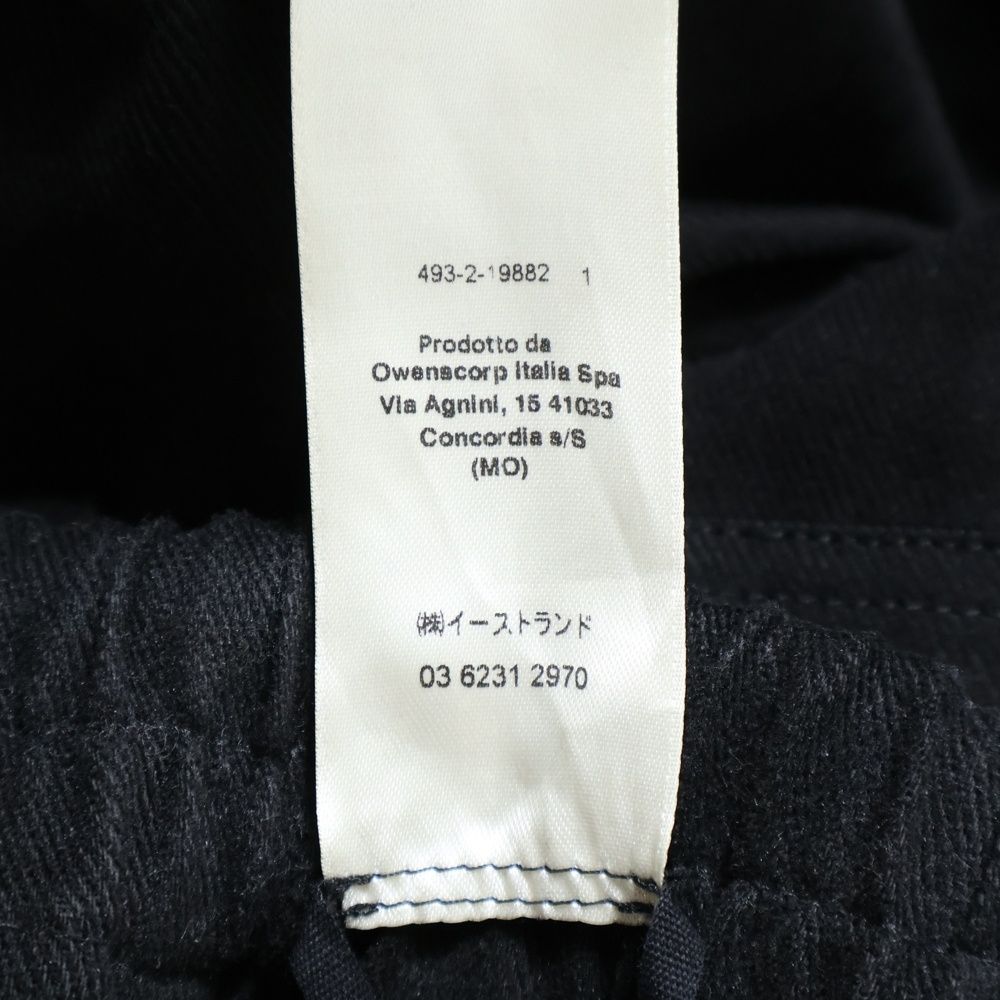 493-2-19882 1
Prodotto da
Owenscorp Italia Spa
Via Agnini, 15 41033
Concordia s/S
(MO)
㈱イーストランド
03 6231 2970